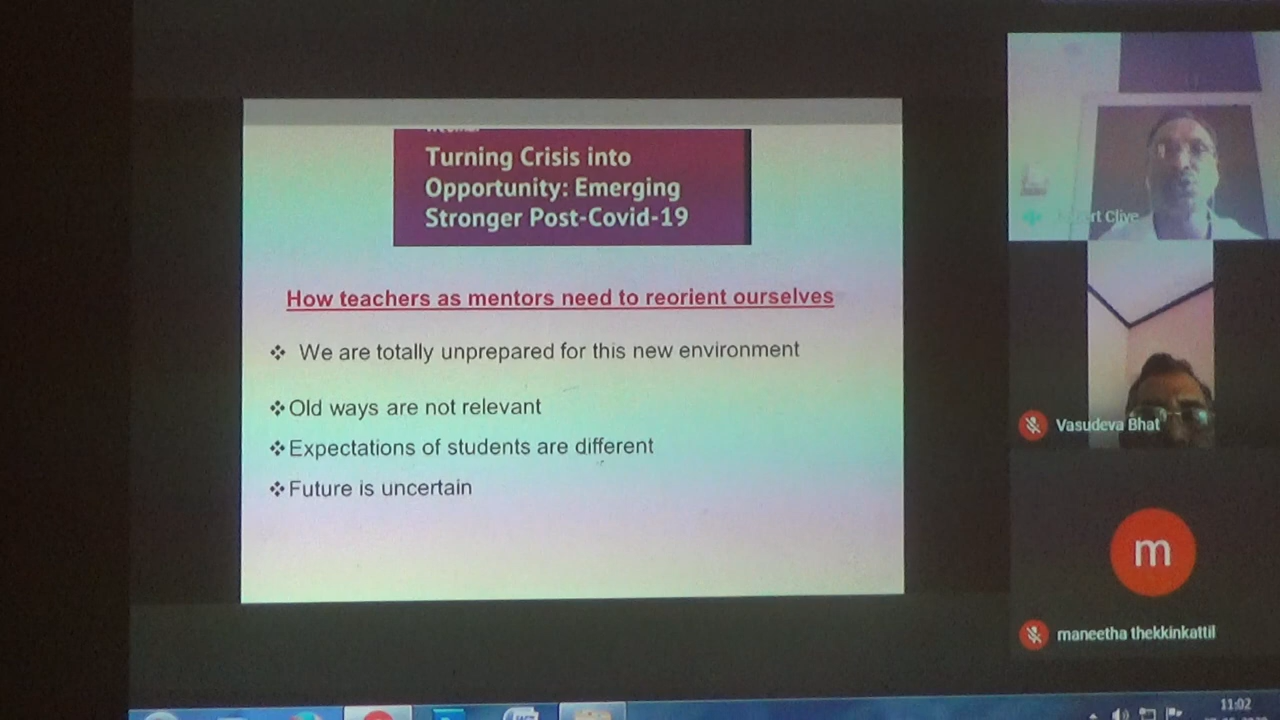 Turning Crisis into
Opportunity: Emerging
Stronger Post-Covid-19
How teachers as mentors need to reorient ourselves
We are totally unprepared for this new environment
Old ways are not relevant
Expectations of students are different
Future is uncertain
Clive
Vasudeva Bhat
m
maneetha thekkinkattil
11:02